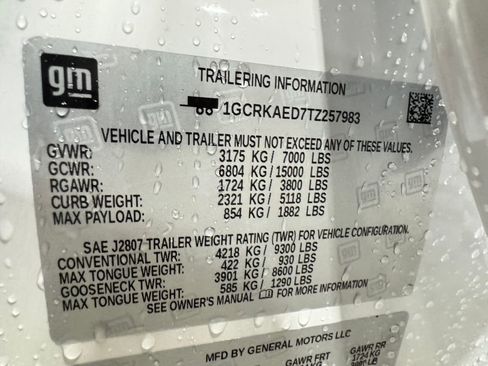 gm
TRAILERING INFORMATION
1GCRKAED7TZ257983
VEHICLE AND TRAILER MUST NOT EXCEED ANY OF THE FOLLOWING.
GVWR: 3175 KG / 7000 LBS
GCWR: 6804 KG / 15000 LBS
RGAWR: 1724 KG / 3800 LBS
CURB WEIGHT: 2321 KG / 5118 LBS
MAX PAYLOAD: 854 KG / 1882 LBS
SAE J2807 TRAILER WEIGHT RATING (TWR) FOR VEHICLE CONFIGURATION.
CONVENTIONAL TWR: 4218 KG / 9300 LBS
MAX TONGUE WEIGHT: 422 KG / 930 LBS
GOOSENECK TWR: 3901 KG / 8600 LBS
MAX TONGUE WEIGHT: 585 KG / 1290 LBS
SEE OWNER'S MANUAL FOR MORE INFORMATION
MFD BY GENERAL MOTORS LLC
GAWR FRT GAWR RR
1724 KG